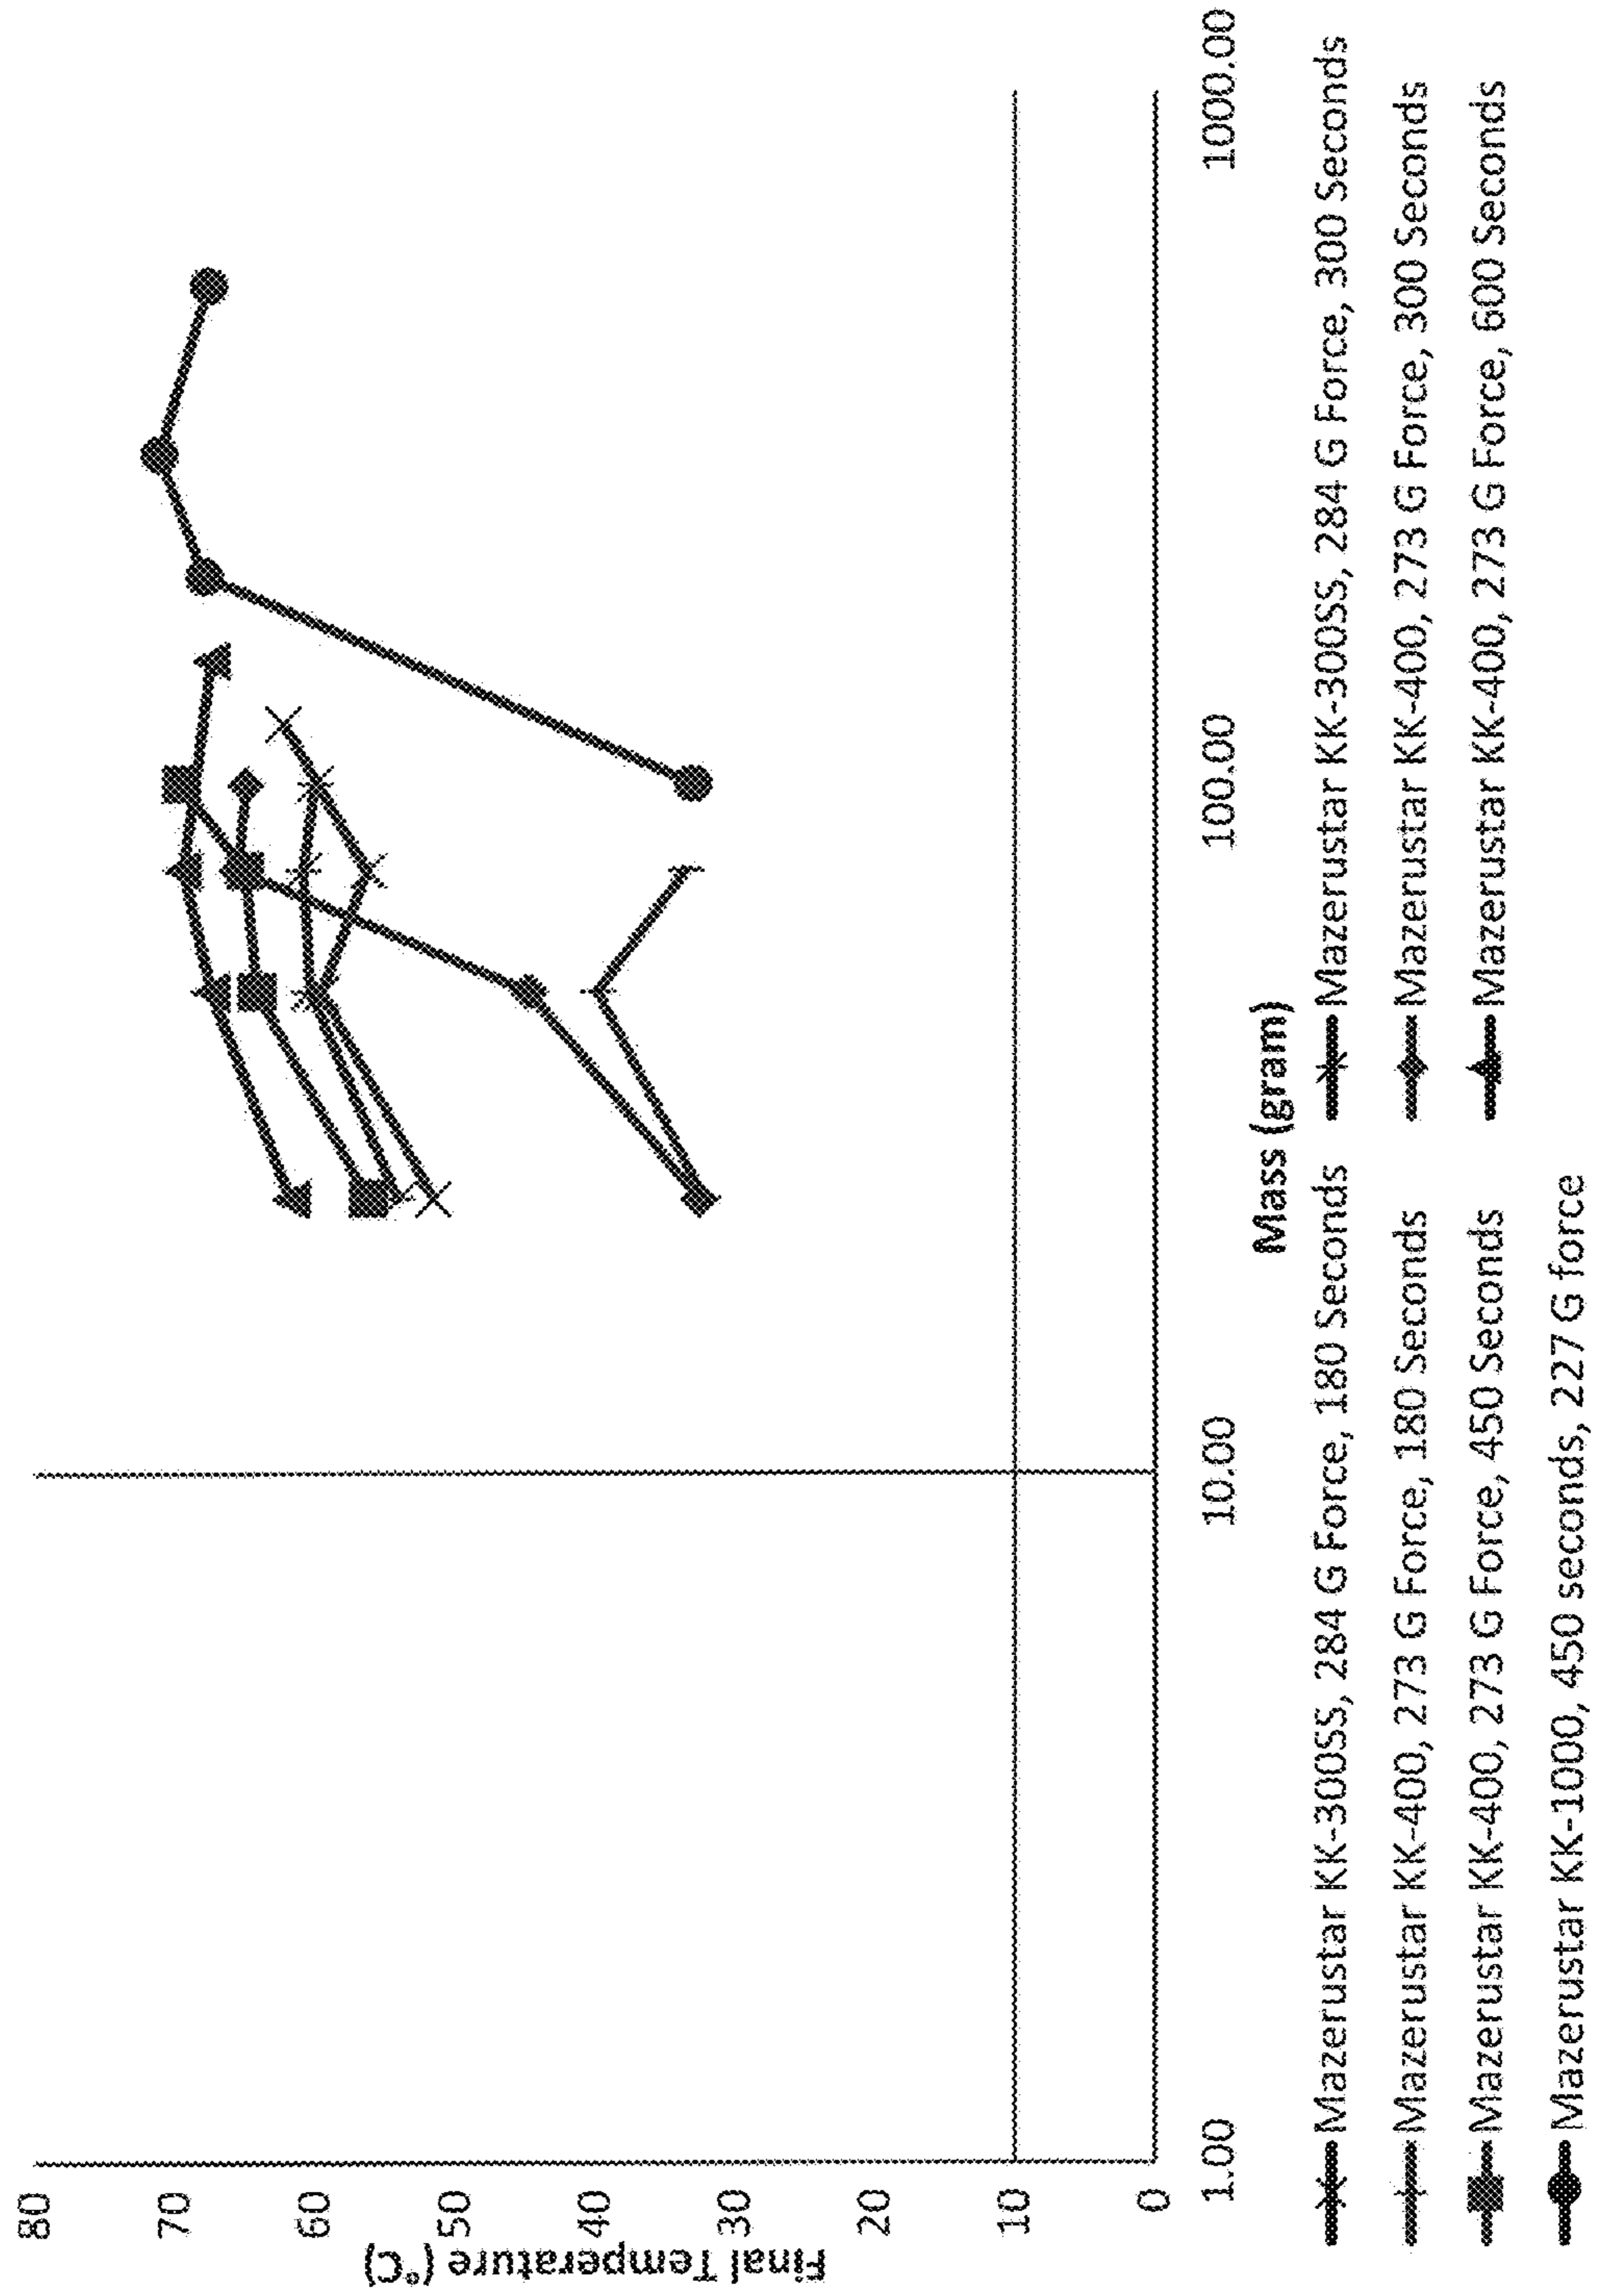 Final Temperature (°C)
80
70
60
50
40
30
20
10
0
1.00
10.00
100.00
1000.00
Mass (gram)
Mazerustar KK-300SS, 284 G Force, 180 Seconds
Mazerustar KK-300SS, 284 G Force, 300 Seconds
Mazerustar KK-400, 273 G Force, 180 Seconds
Mazerustar KK-400, 273 G Force, 300 Seconds
Mazerustar KK-400, 273 G Force, 450 Seconds
Mazerustar KK-400, 273 G Force, 600 Seconds
Mazerustar KK-1000, 450 seconds, 227 G force